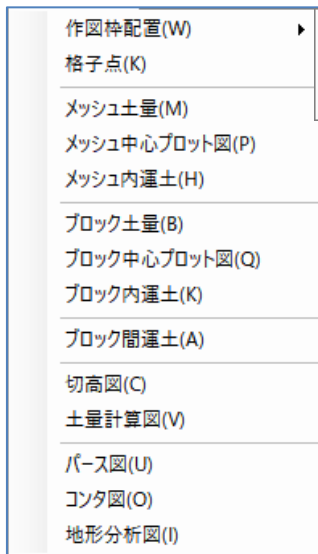 作図枠配置(W)
格子点(K)
メッシュ土量(M)
メッシュ中心プロット図(P)
メッシュ内運土(H)
ブロック土量(B)
ブロック中心プロット図(Q)
ブロック内運土(K)
ブロック間運土(A)
切高図(C)
土量計算図(V)
パース図(U)
コンタ図(O)
地形分析図(I)